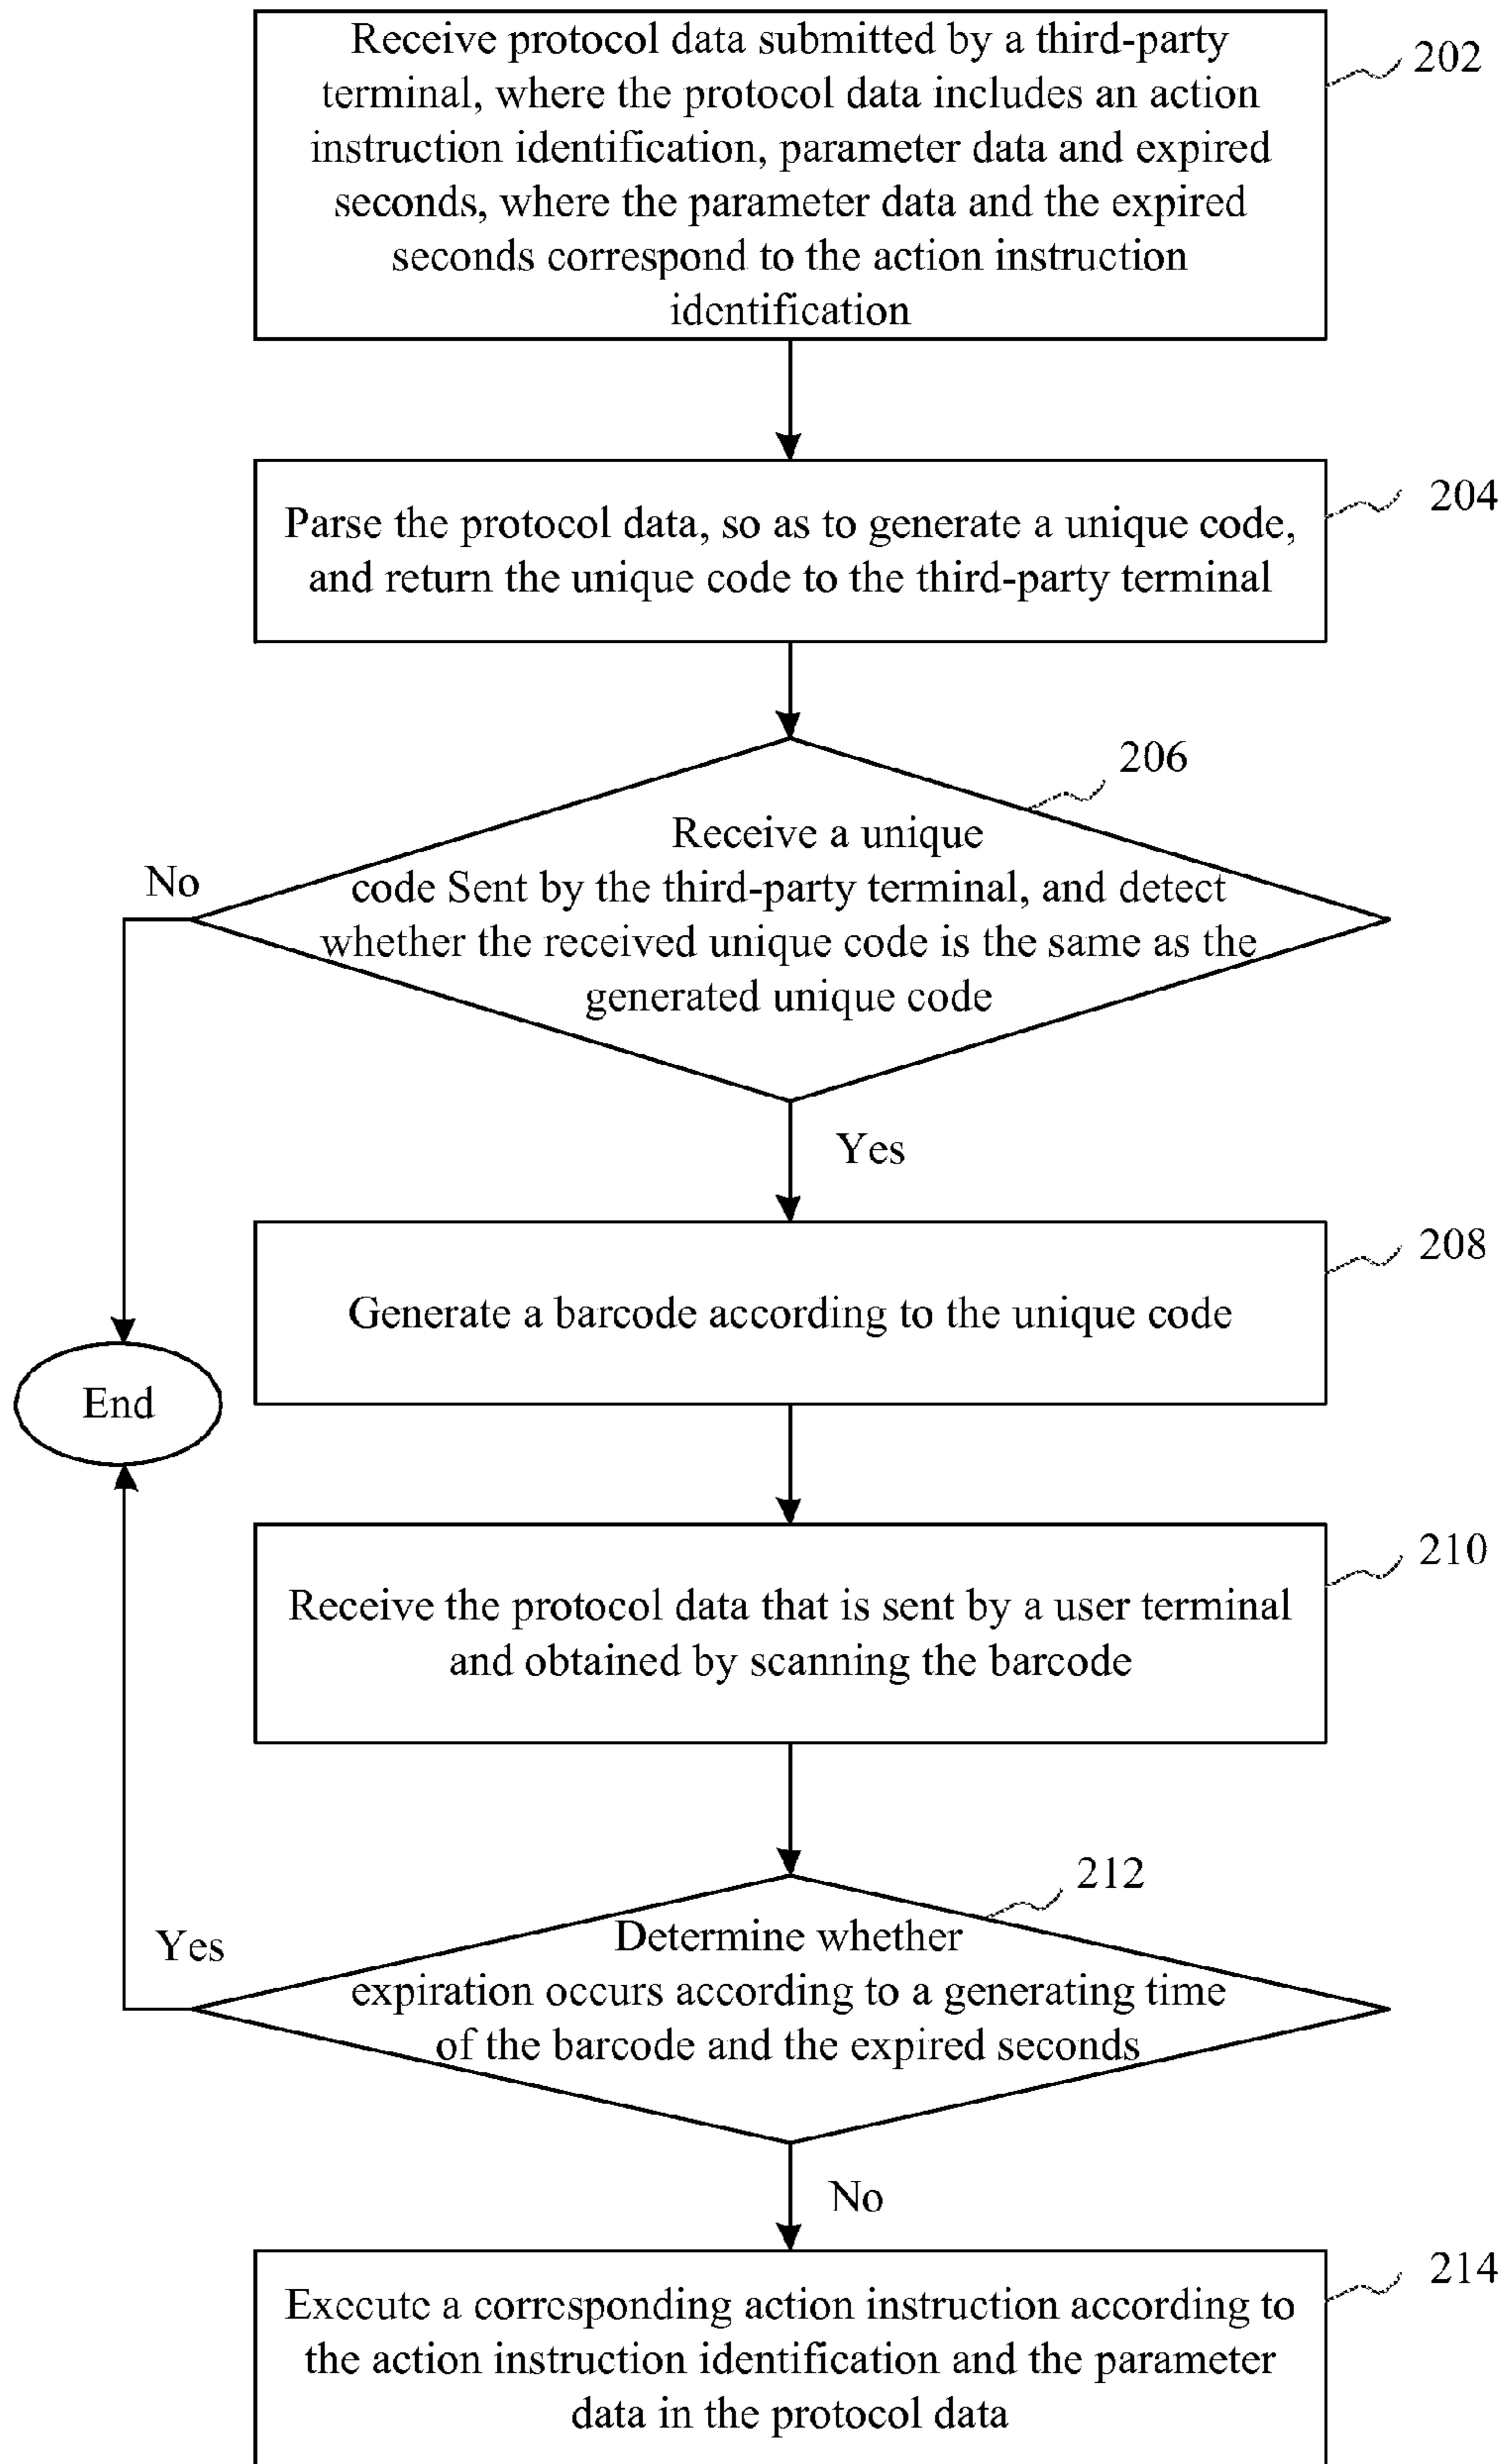 Receive protocol data submitted by a third-party
terminal, where the protocol data includes an action
instruction identification, parameter data and expired
seconds, where the parameter data and the expired
seconds correspond to the action instruction
identification
202
Parse the protocol data, so as to generate a unique code,
and return the unique code to the third-party terminal
204
206
Receive a unique
code Sent by the third-party terminal, and detect
whether the received unique code is the same as the
generated unique code
No
Yes
Generate a barcode according to the unique code
208
End
Receive the protocol data that is sent by a user terminal
and obtained by scanning the barcode
210
212
Determine whether
expiration occurs according to a generating time
of the barcode and the expired seconds
Yes
No
Execute a corresponding action instruction according to
the action instruction identification and the parameter
data in the protocol data
214